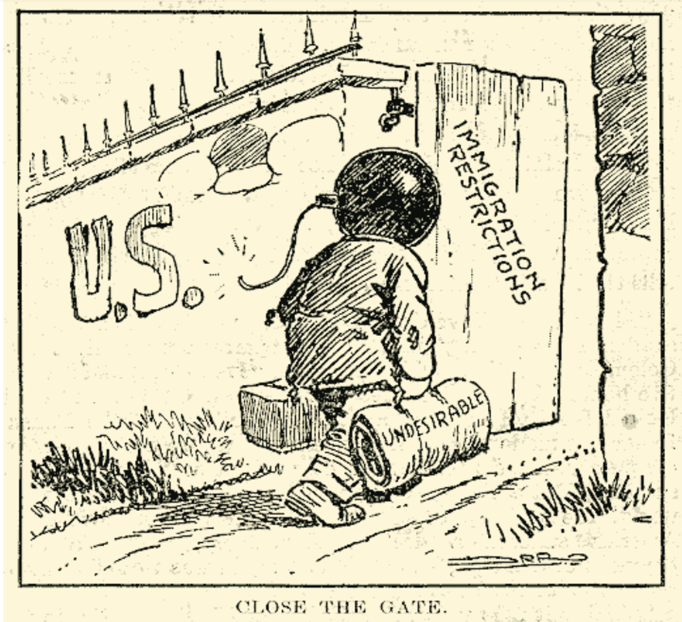 U.S.
IMMIGRATION
RESTRICTIONS
UNDESIRABLE
CLOSE THE GATE.